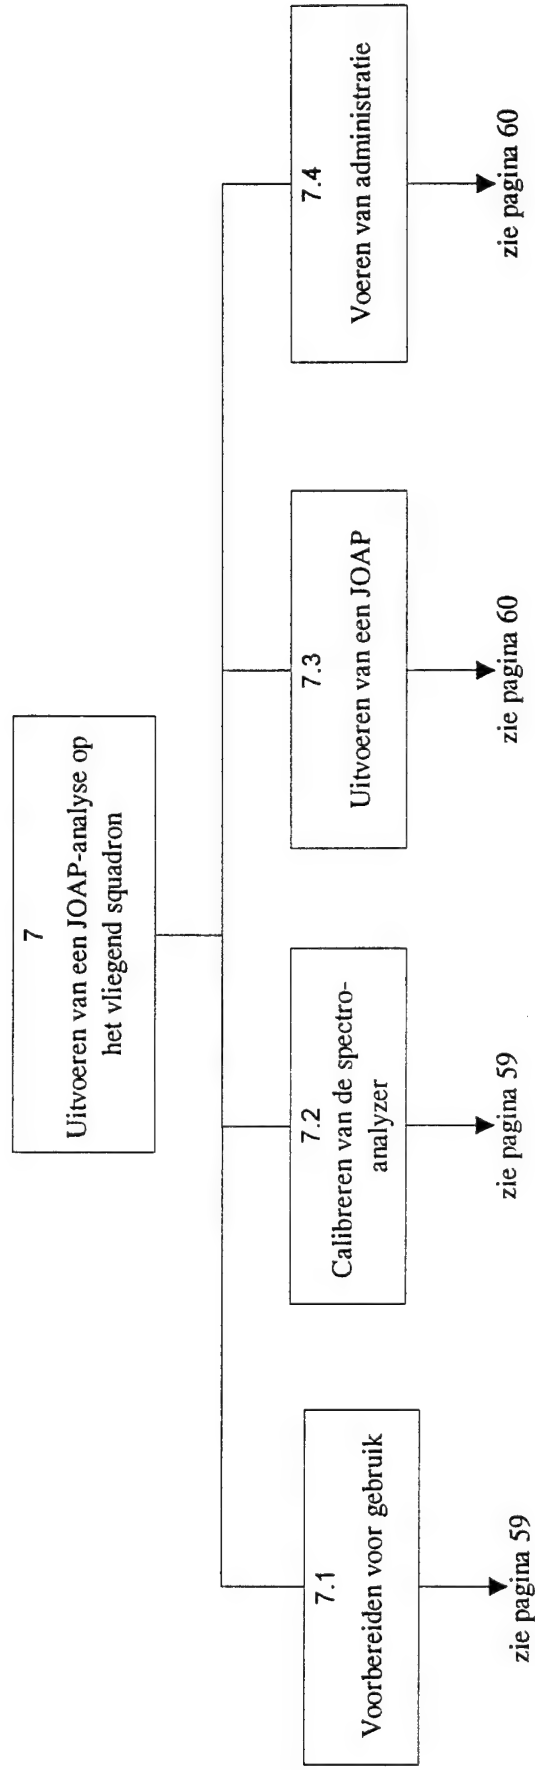 7
Uitvoeren van een JOAP-analyse op
het vliegend squadron
7.1
Voorbereiden voor gebruik
zie pagina 59
7.2
Calibreren van de spectro-
analyzer
zie pagina 59
7.3
Uitvoeren van een JOAP
zie pagina 60
7.4
Voeren van administratie
zie pagina 60